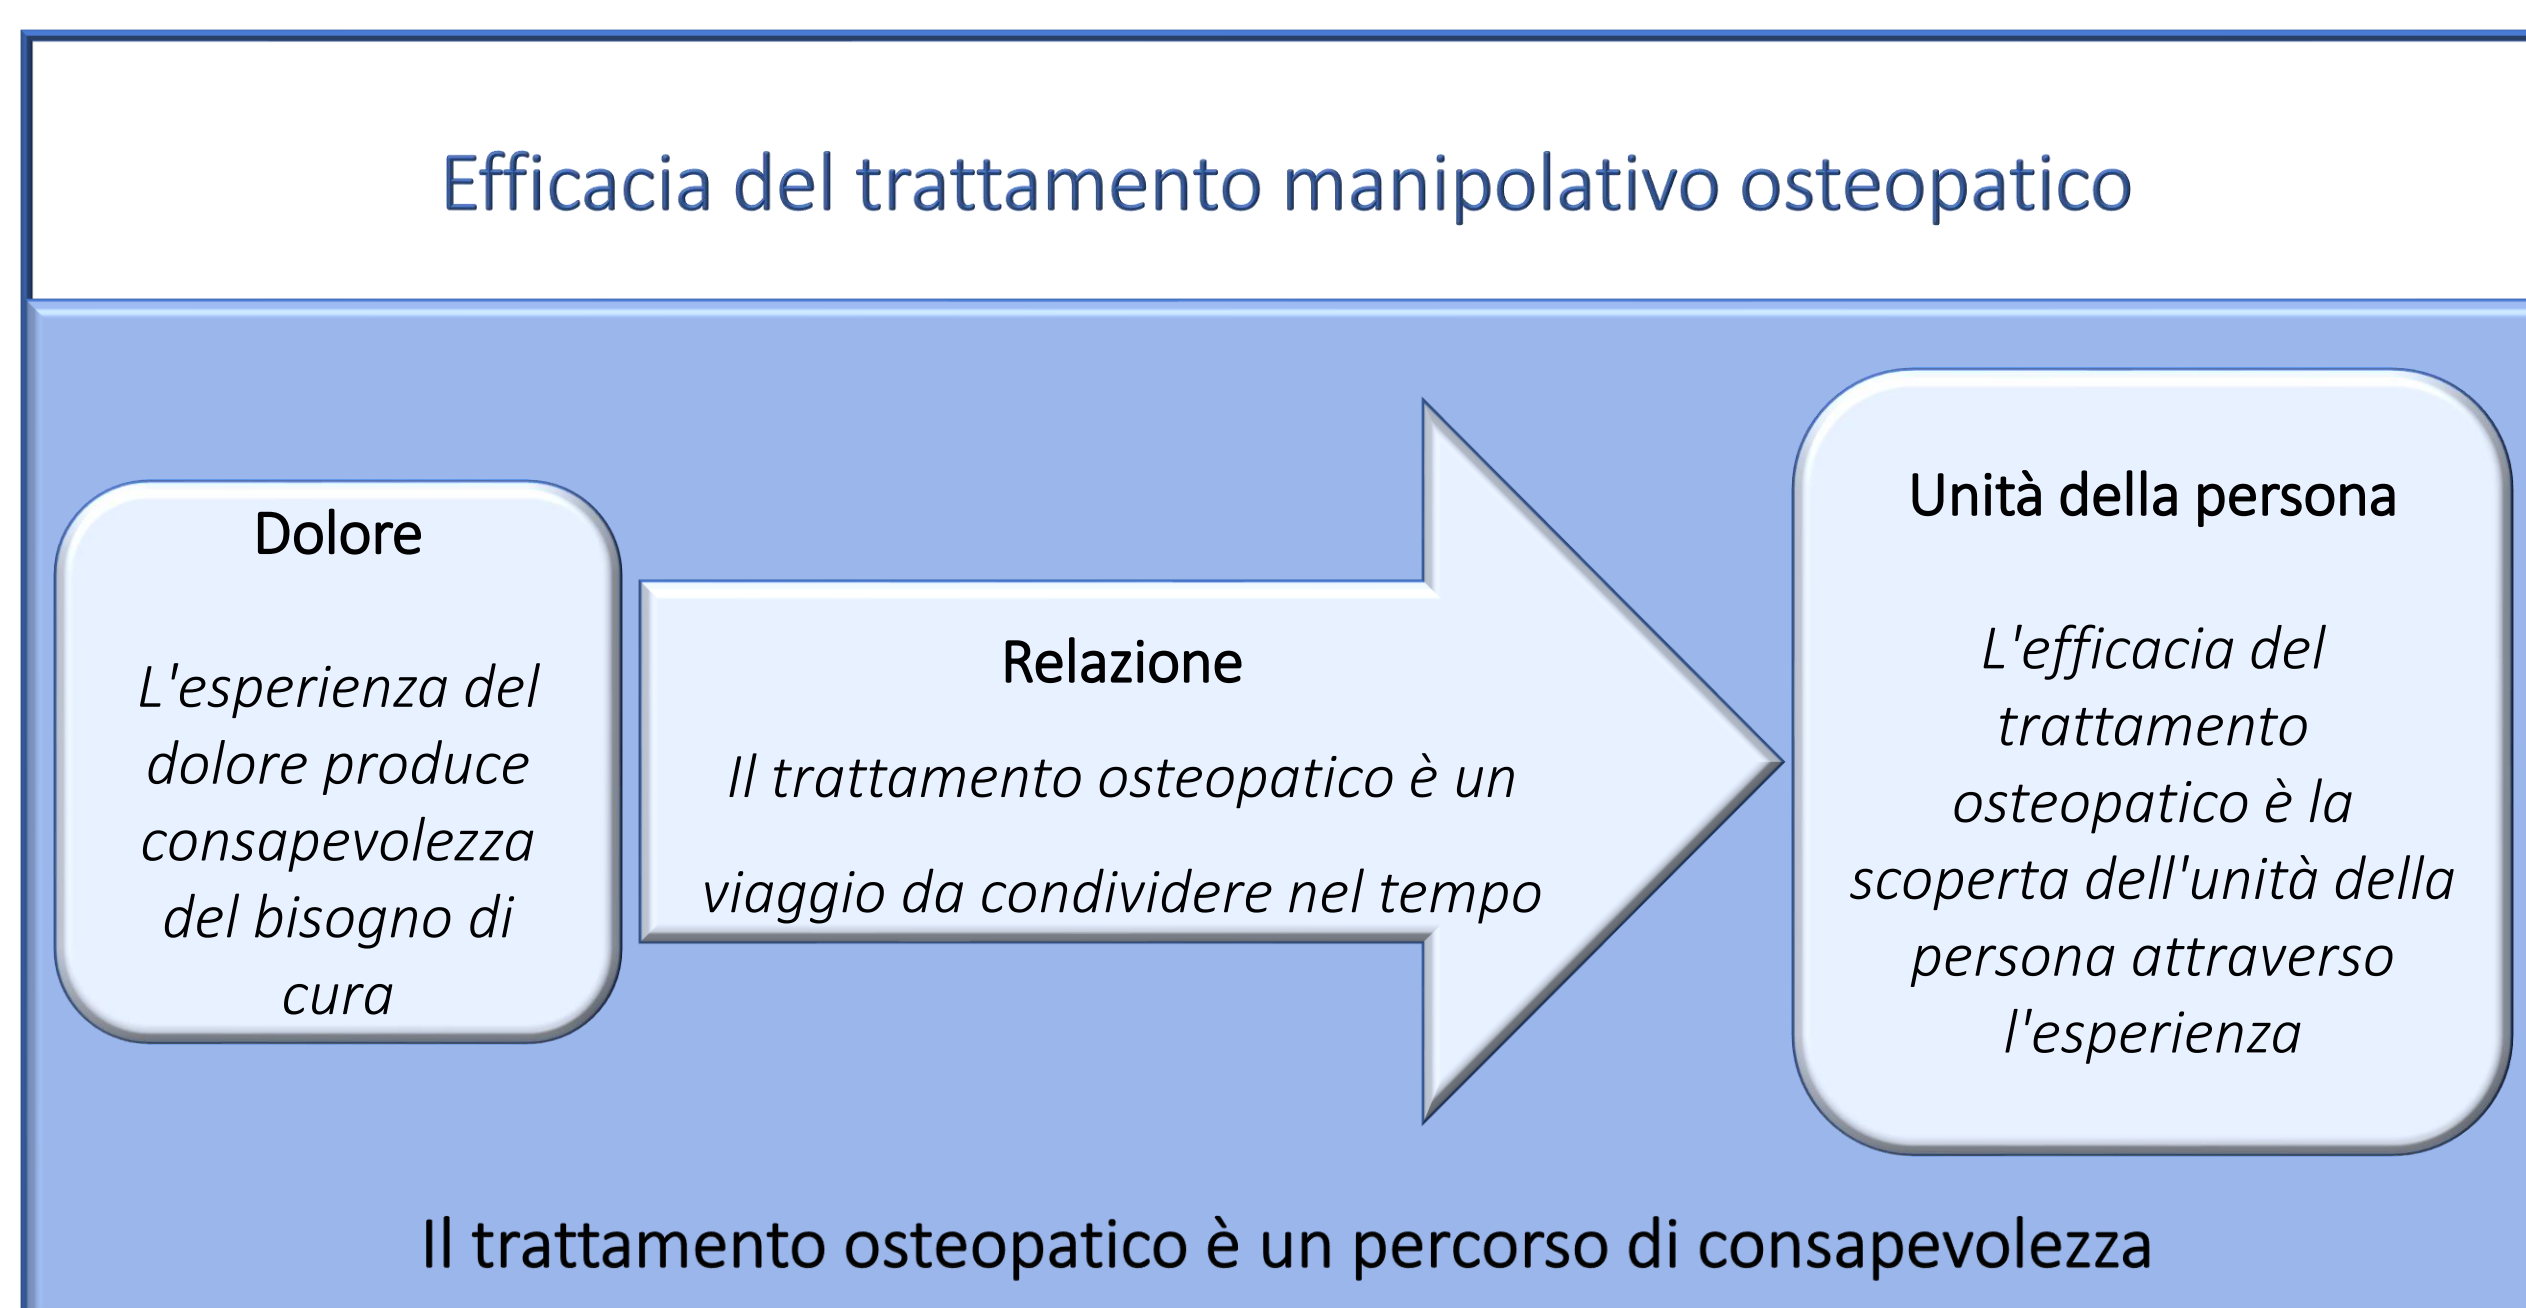 Efficacia del trattamento manipolativo osteopatico
Dolore
L'esperienza del
dolore produce
consapevolezza
del bisogno di
cura
Relazione
Il trattamento osteopatico è un
viaggio da condividere nel tempo
Unità della persona
L'efficacia del
trattamento
osteopatico è la
scoperta dell'unità della
persona attraverso
l'esperienza
Il trattamento osteopatico è un percorso di consapevolezza